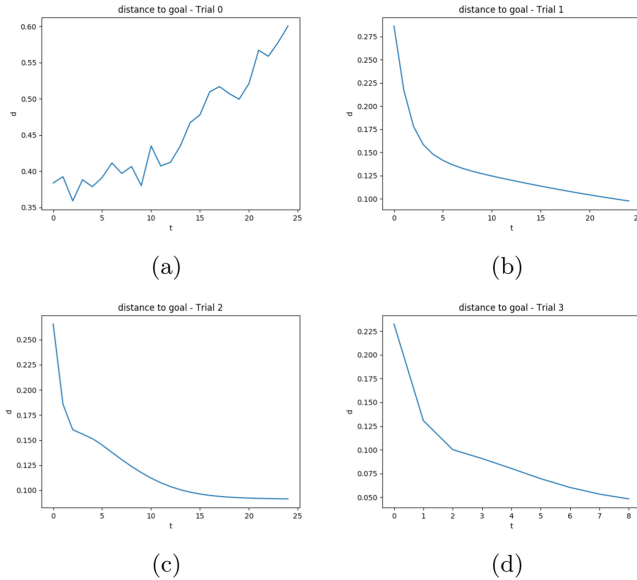 distance to goal - Trial 0
0.60
0.55
0.50
0.45
0.40
0.35
d
0 5 10 15 20 25
t
(a)
distance to goal - Trial 1
0.275
0.250
0.225
0.200
0.175
0.150
0.125
0.100
d
0 5 10 15 20
t
(b)
distance to goal - Trial 2
0.250
0.225
0.200
0.175
0.150
0.125
0.100
d
0 5 10 15 20 25
t
(c)
distance to goal - Trial 3
0.225
0.200
0.175
0.150
0.125
0.100
0.075
0.050
d
0 1 2 3 4 5 6 7 8
t
(d)